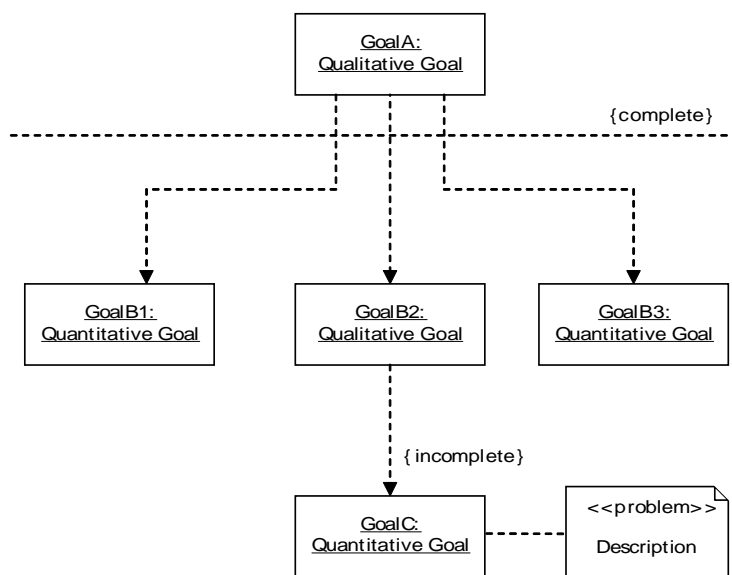 GoalA:
Qualitative Goal
{complete}
GoalB1:
Quantitative Goal
GoalB2:
Qualitative Goal
GoalB3:
Quantitative Goal
{incomplete}
GoalC:
Quantitative Goal
<<problem>>
Description